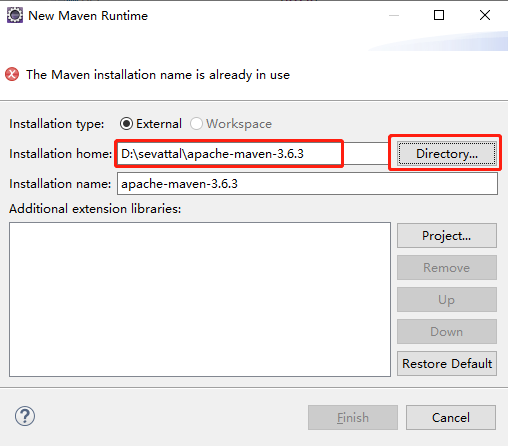 New Maven Runtime
The Maven installation name is already in use
Installation type: External Workspace
Installation home: D:\sevattal\apache-maven-3.6.3 Directory...
Installation name: apache-maven-3.6.3
Additional extension libraries:
Project...
Remove
Up
Down
Restore Default
? Finish Cancel